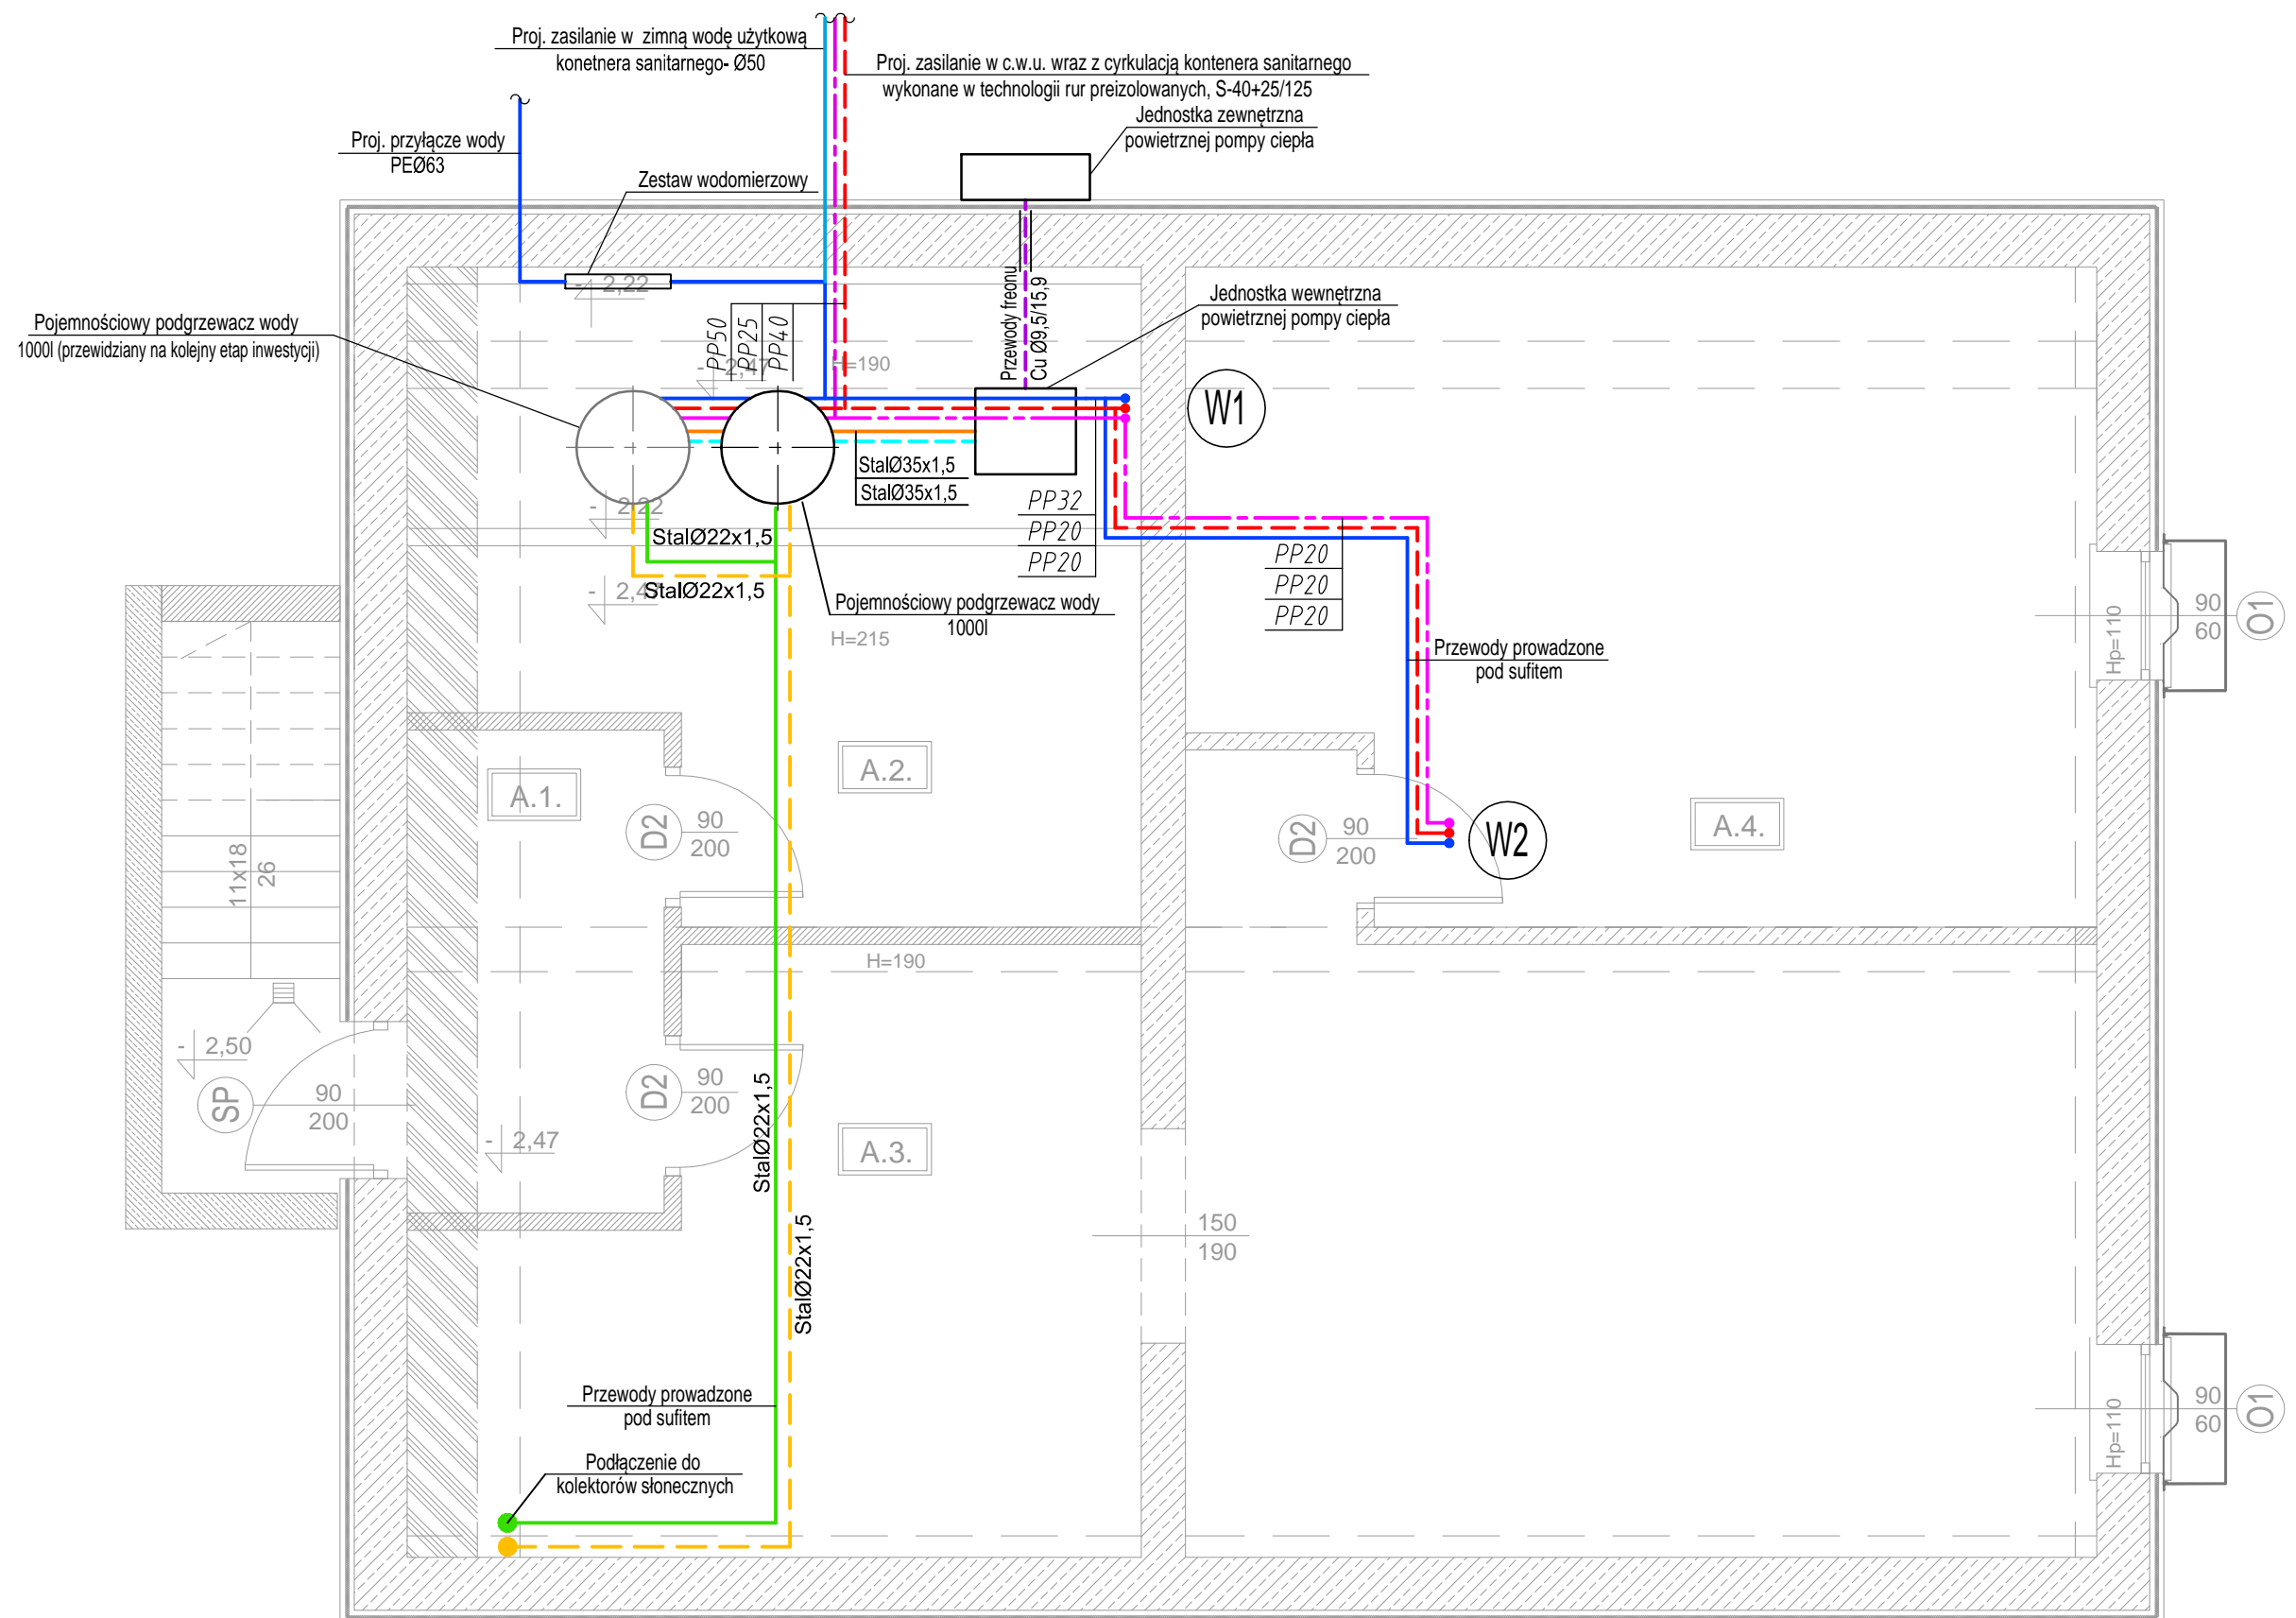 Proj. zasilanie w  zimną wodę użytkową
konetnera sanitarnego- Ø50
Proj. zasilanie w c.w.u. wraz z cyrkulacją kontenera sanitarnego
wykonane w technologii rur preizolowanych, S-40+25/125
Jednostka zewnętrzna
powietrznej pompy ciepła
Proj. przyłącze wody
PEØ63
Zestaw wodomierzowy
- 2,22
Przewody freonu
Cu Ø9,5/15,9
Jednostka wewnętrzna
powietrznej pompy ciepła
Pojemnościowy podgrzewacz wody
1000l (przewidziany na kolejny etap inwestycji)
PP50
PP25
PP40
- 2,47
H=190
W1
StalØ35x1,5
StalØ35x1,5
PP32
PP20
PP20
- 2,22
StalØ22x1,5
StalØ22x1,5
PP20
PP20
PP20
Pojemnościowy podgrzewacz wody
1000l
H=215
Przewody prowadzone
pod sufitem
Hp=110
90
60
O1
A.1.
A.2.
D2
90
200
D2
90
200
W2
A.4.
11x18
26
H=190
- 2,50
SP
90
200
- 2,47
D2
90
200
StalØ22x1,5
A.3.
StalØ22x1,5
150
190
Przewody prowadzone
pod sufitem
Podłączenie do
kolektorów słonecznych
Hp=110
90
60
O1